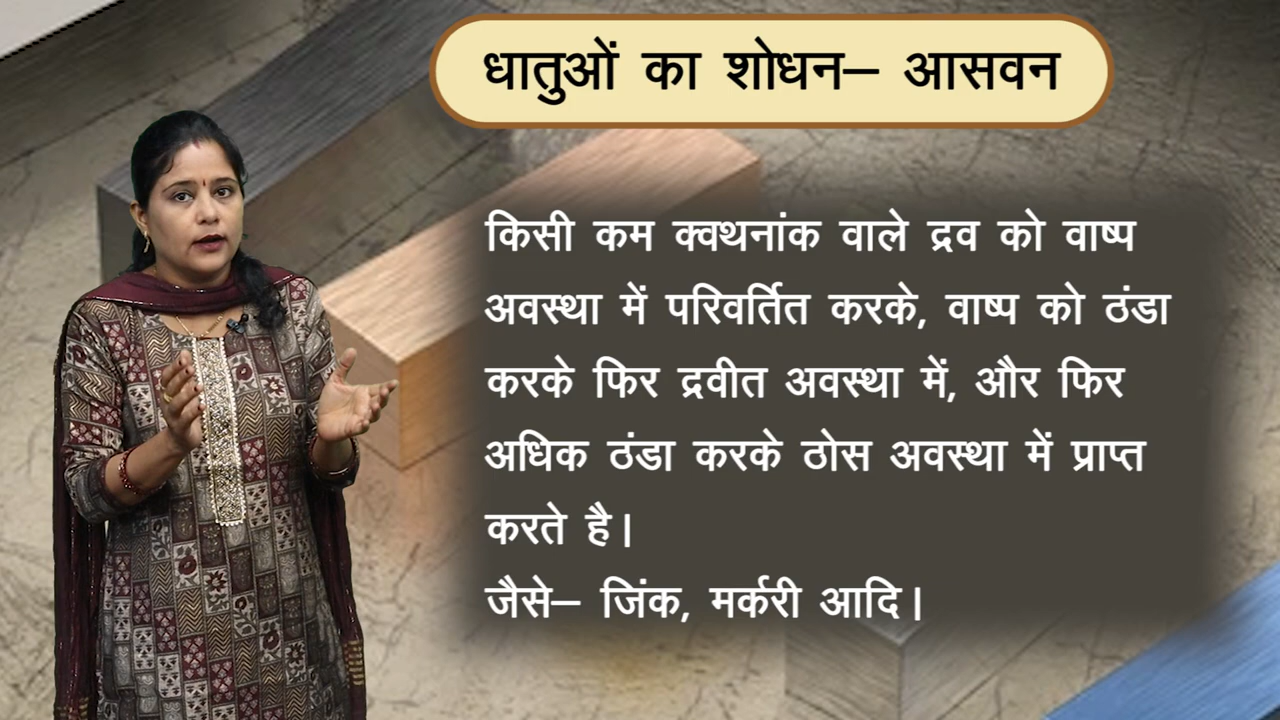 धातुओं का शोधन– आसवन
किसी कम क्वथनांक वाले द्रव को वाष्प
अवस्था में परिवर्तित करके, वाष्प को ठंडा
करके फिर द्रवीत अवस्था में, और फिर
अधिक ठंडा करके ठोस अवस्था में प्राप्त
करते है।
जैसे– जिंक, मर्करी आदि।